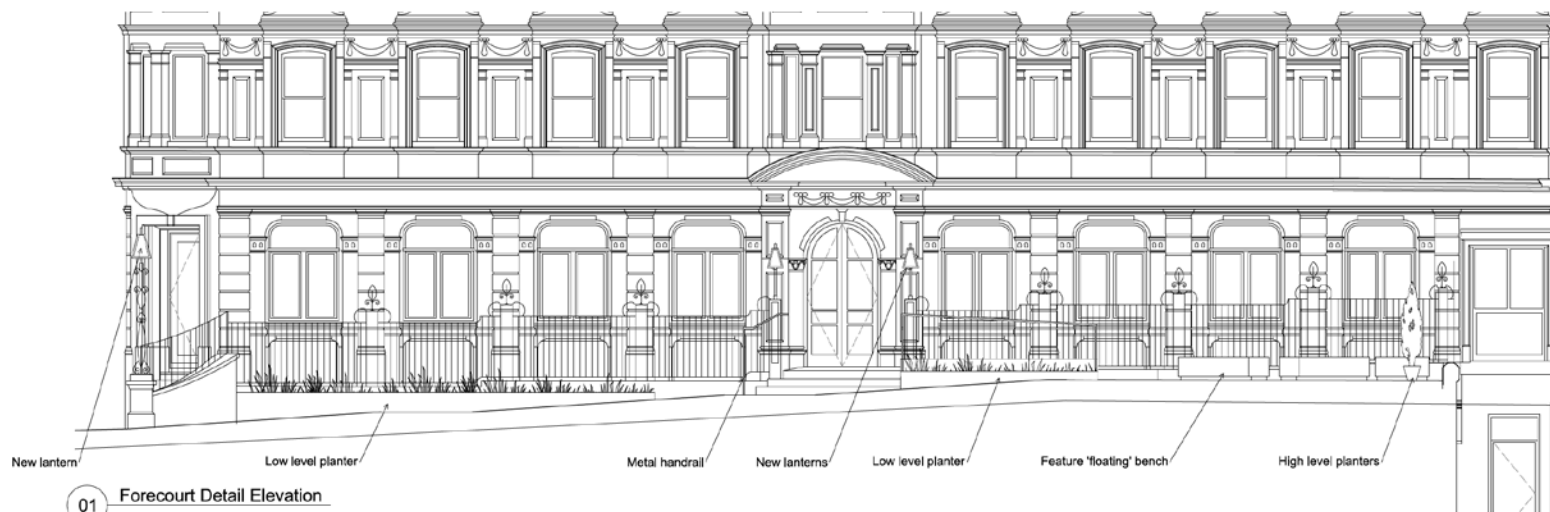 New lantern
Low level planter
Metal handrail
New lanterns
Low level planter
Feature 'floating' bench
High level planters
01
Forecourt Detail Elevation